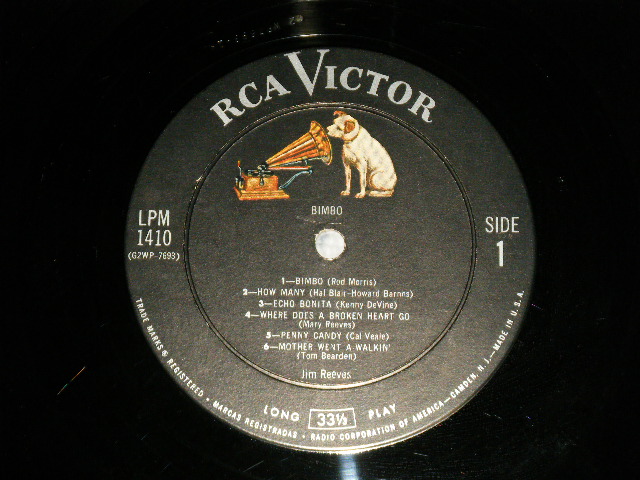 RCA VICTOR
BIMBO
LPM
1410
(G2WP-7693)
SIDE
1
1—BIMBO (Rod Morris)
2—HOW MANY (Hal Blair-Howard Barnes)
3—ECHO BONITA (Kenny DeVine)
4—WHERE DOES A BROKEN HEART GO
(Mary Reeves)
5—PENNY CANDY (Cal Veale)
6—MOTHER WENT A-WALKIN'
(Tom Bearden)
Jim Reeves
LONG 33⅓ PLAY
TRADE MARKS ® REGISTERED • MARCAS REGISTRADAS • RADIO CORPORATION OF AMERICA—CAMDEN, N. J.—MADE IN U.S.A.